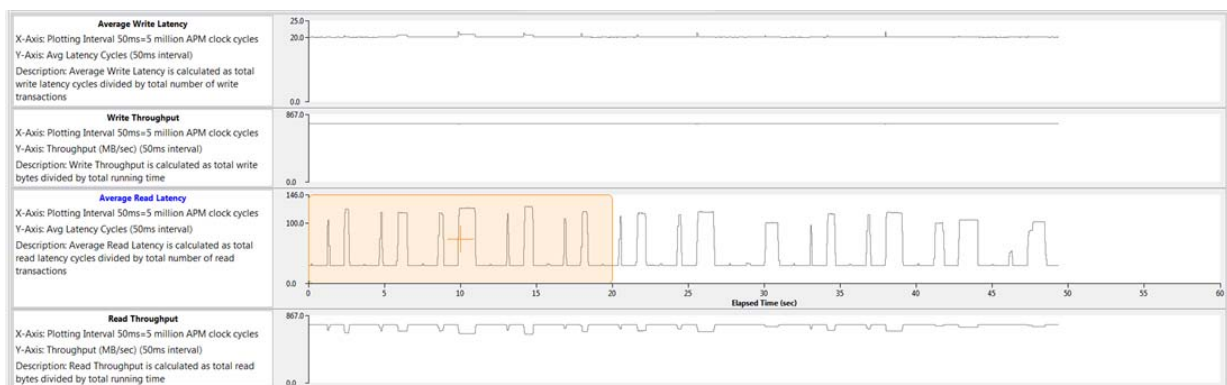 Average Write Latency
X-Axis: Plotting Interval 50ms=5 million APM clock cycles
Y-Axis: Avg Latency Cycles (50ms interval)
Description: Average Write Latency is calculated as total
write latency cycles divided by total number of write
transactions
25.0
20.0
0.0
Write Throughput
X-Axis: Plotting Interval 50ms=5 million APM clock cycles
Y-Axis: Throughput (MB/sec) (50ms interval)
Description: Write Throughput is calculated as total write
bytes divided by total running time
867.0
0.0
Average Read Latency
X-Axis: Plotting Interval 50ms=5 million APM clock cycles
Y-Axis: Avg Latency Cycles (50ms interval)
Description: Average Read Latency is calculated as total
read latency cycles divided by total number of read
transactions
146.0
100.0
0.0
0 5 10 15 20 25 30 35 40 45 50 55 60
Elapsed Time (sec)
Read Throughput
X-Axis: Plotting Interval 50ms=5 million APM clock cycles
Y-Axis: Throughput (MB/sec) (50ms interval)
Description: Read Throughput is calculated as total read
bytes divided by total running time
867.0
0.0